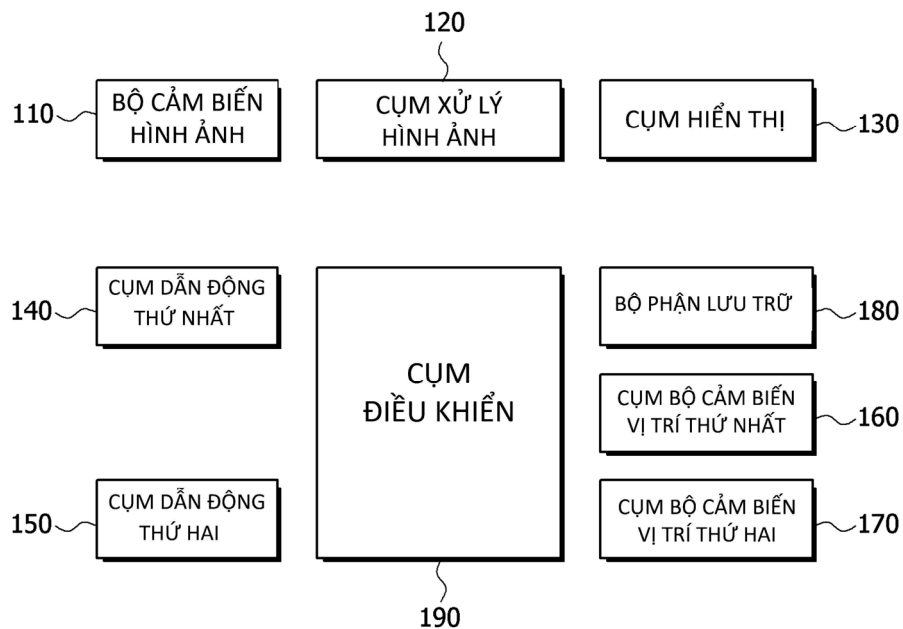 120
110
BỘ CẢM BIẾN
HÌNH ẢNH
CỤM XỬ LÝ
HÌNH ẢNH
CỤM HIỂN THỊ
130
140
CỤM DẪN ĐỘNG
THỨ NHẤT
CỤM
ĐIỀU KHIỂN
BỘ PHẬN LƯU TRỮ
180
CỤM BỘ CẢM BIẾN
VỊ TRÍ THỨ NHẤT
160
150
CỤM DẪN ĐỘNG
THỨ HAI
CỤM BỘ CẢM BIẾN
VỊ TRÍ THỨ HAI
170
190